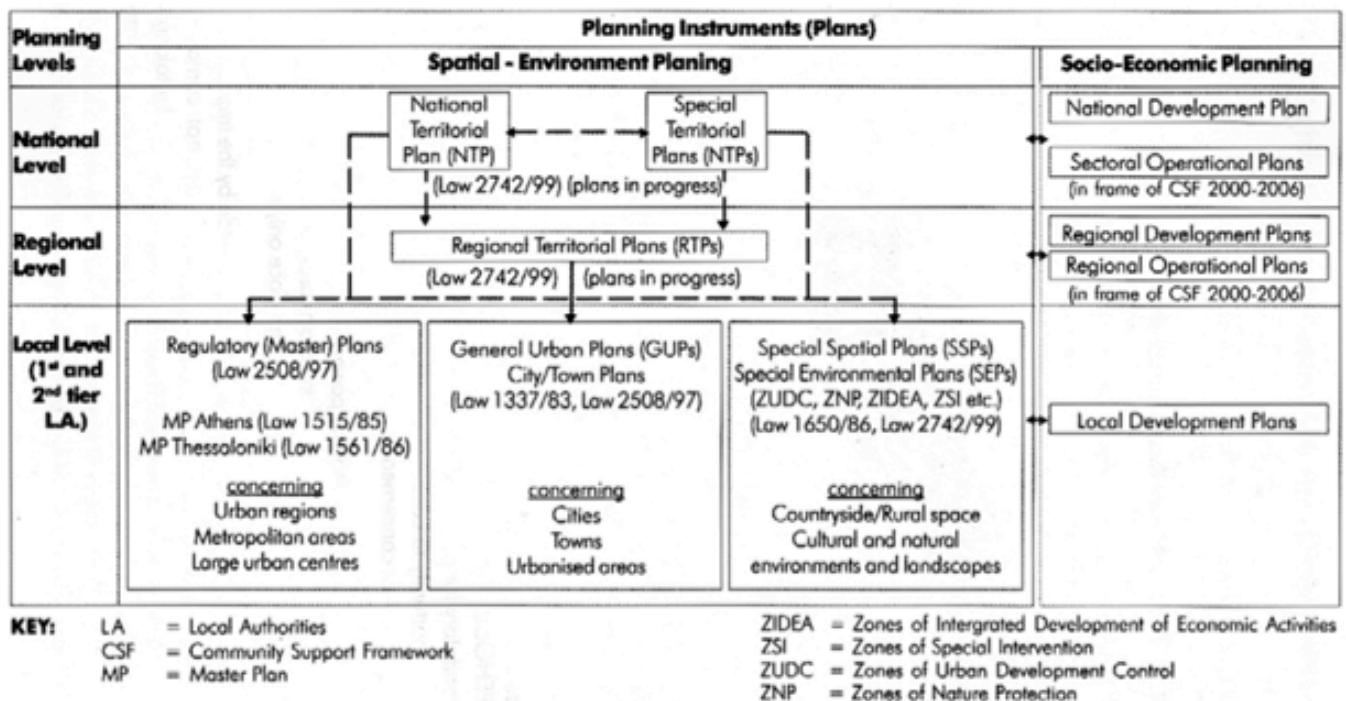 Planning Levels
Planning Instruments (Plans)
Spatial - Environment Planing
Socio-Economic Planning
National Level
National Territorial Plan (NTP)
Special Territorial Plans (NTPs)
(Law 2742/99) (plans in progress)
National Development Plan
Sectoral Operational Plans
(in frame of CSF 2000-2006)
Regional Level
Regional Territorial Plans (RTPs)
(Law 2742/99) (plans in progress)
Regional Development Plans
Regional Operational Plans
(in frame of CSF 2000-2006)
Local Level
(1st and
2nd tier
L.A.)
Regulatory (Master) Plans
(Law 2508/97)
MP Athens (Law 1515/85)
MP Thessaloniki (Law 1561/86)
concerning
Urban regions
Metropolitan areas
Large urban centres
General Urban Plans (GUPs)
City/Town Plans
(Law 1337/83, Law 2508/97)
concerning
Cities
Towns
Urbanised areas
Special Spatial Plans (SSPs)
Special Environmental Plans (SEPs)
(ZUDC, ZNP, ZIDEA, ZSI etc.)
(Law 1650/86, Law 2742/99)
concerning
Countryside/Rural space
Cultural and natural
environments and landscapes
Local Development Plans
KEY:
LA = Local Authorities
CSF = Community Support Framework
MP = Master Plan
ZIDEA = Zones of Intergrated Development of Economic Activities
ZSI = Zones of Special Intervention
ZUDC = Zones of Urban Development Control
ZNP = Zones of Nature Protection